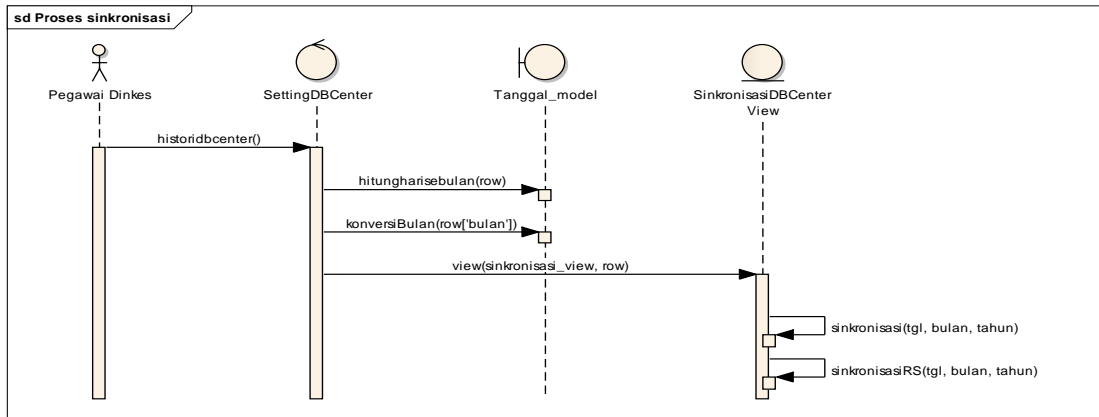 sd Proses sinkronisasi
Pegawai Dinkes
SettingDBCenter
Tanggal_model
SinkronisasiDBCenter
View
historidbcenter()
hitungharisebulan(row)
konversiBulan(row['bulan'])
view(sinkronisasi_view, row)
sinkronisasi(tgl, bulan, tahun)
sinkronisasiRS(tgl, bulan, tahun)